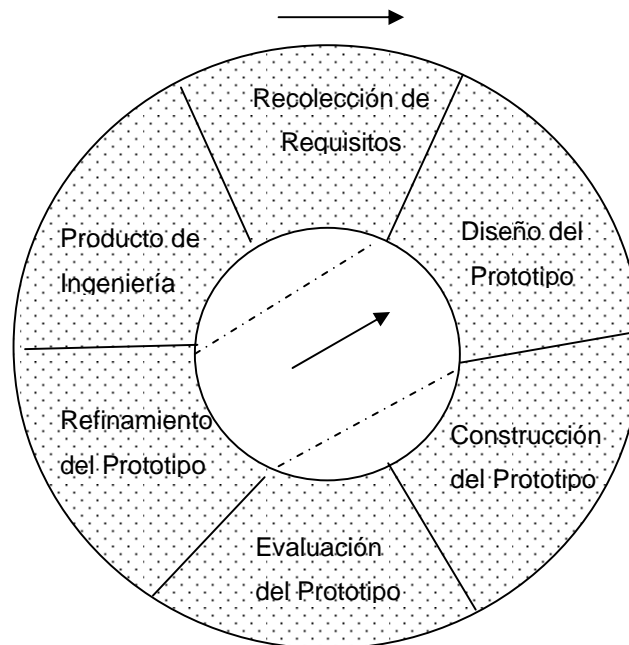 Recolección de
Requisitos
Diseño del
Prototipo
Construcción
del Prototipo
Evaluación
del Prototipo
Refinamiento
del Prototipo
Producto de
Ingeniería